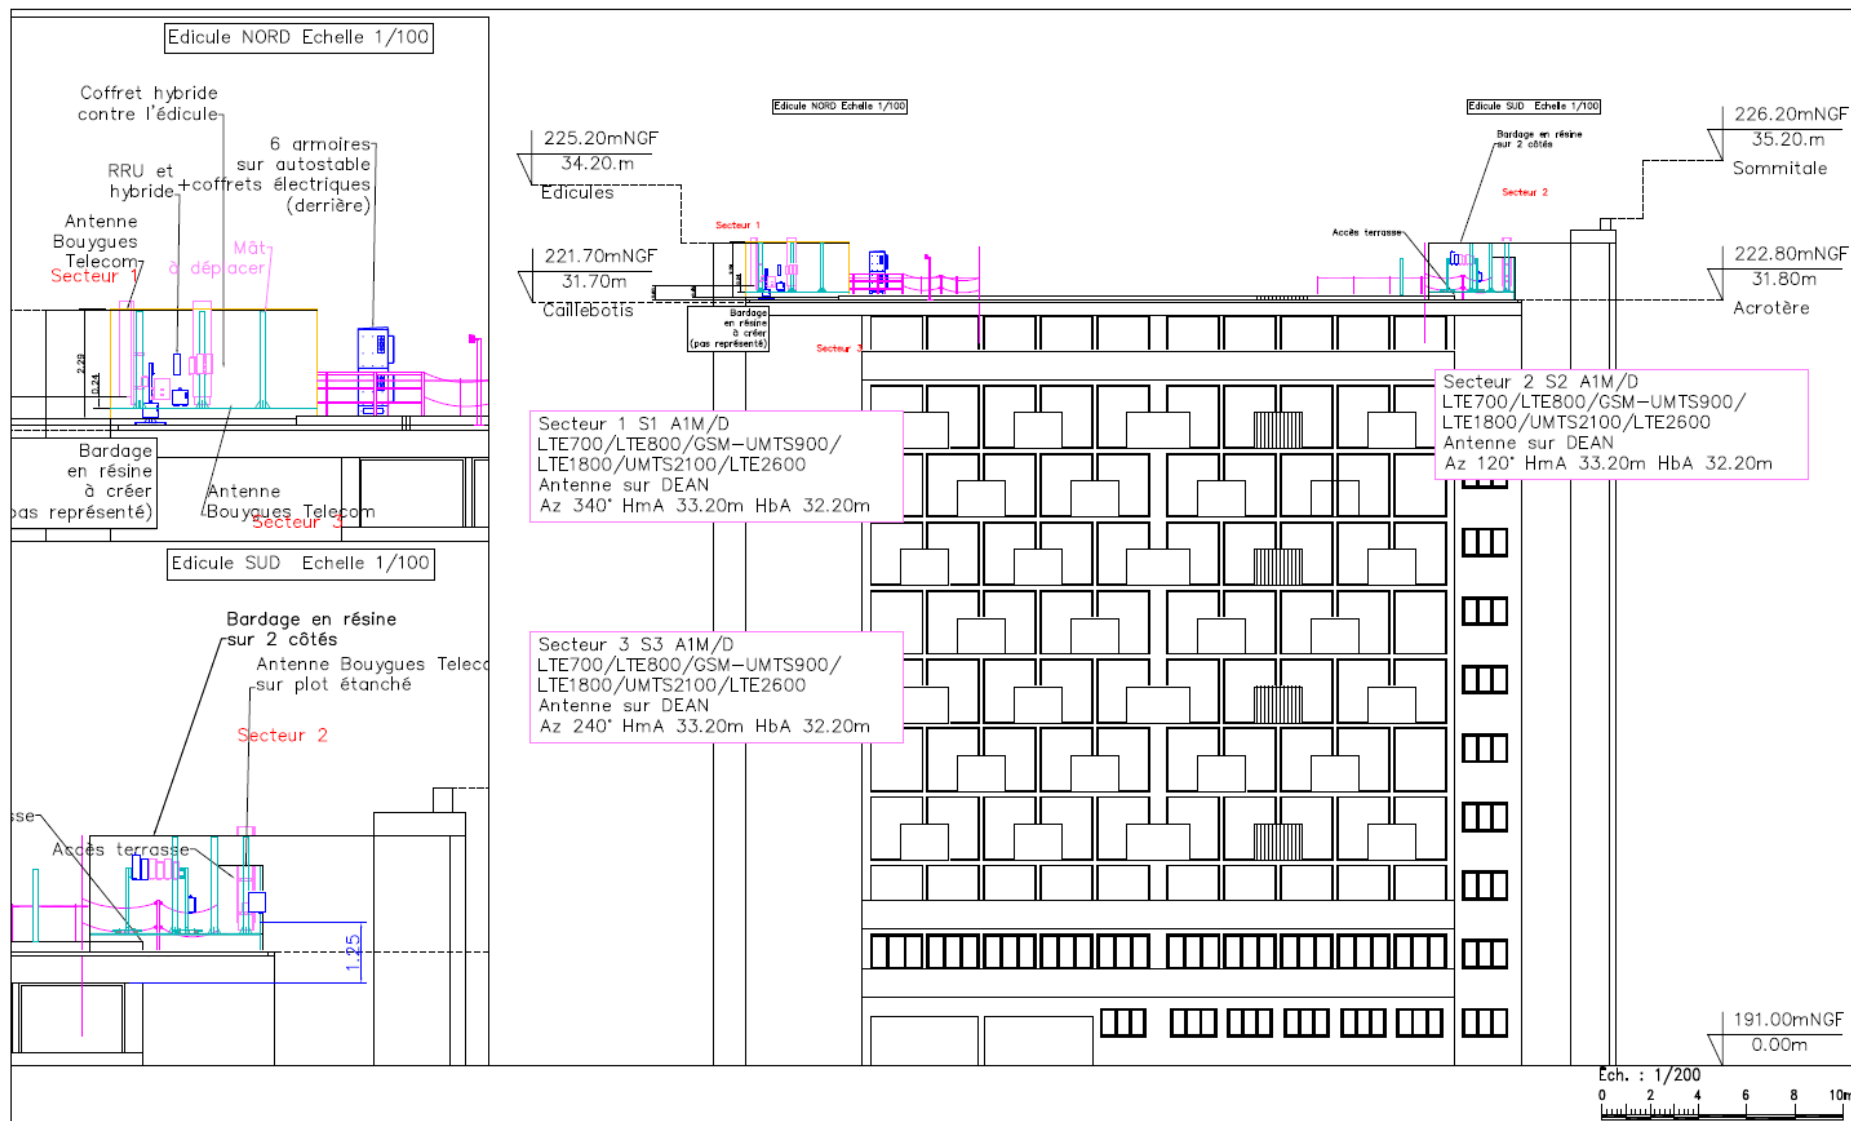 Edicule NORD Echelle 1/100
Coffret hybride
contre l'édicule
6 armoires
sur autostable
+coffrets électriques
(derrière)
RRU et
hybride
Antenne
Bouygues
Telecom
Secteur 1
Mât
à déplacer
2.29
0.24
Bardage
en résine
à créer
pas représenté)
Antenne
Bouygues Telecom
Secteur 3
Edicule SUD Echelle 1/100
Bardage en résine
sur 2 côtés
Antenne Bouygues Teleco
sur plot étanché
Secteur 2
sse
Accès terrasse
1.25
Edicule NORD Echelle 1/100
Edicule SUD Echelle 1/100
225.20mNGF
34.20.m
Edicules
221.70mNGF
31.70m
Caillebotis
Secteur 1
Bardage
en résine
à créer
(pas représenté)
Secteur 3
Bardage en résine
sur 2 côtés
Secteur 2
Accès terrasse
226.20mNGF
35.20.m
Sommitale
222.80mNGF
31.80m
Acrotère
Secteur 1 S1 A1M/D
LTE700/LTE800/GSM-UMTS900/
LTE1800/UMTS2100/LTE2600
Antenne sur DEAN
Az 340° HmA 33.20m HbA 32.20m
Secteur 2 S2 A1M/D
LTE700/LTE800/GSM-UMTS900/
LTE1800/UMTS2100/LTE2600
Antenne sur DEAN
Az 120° HmA 33.20m HbA 32.20m
Secteur 3 S3 A1M/D
LTE700/LTE800/GSM-UMTS900/
LTE1800/UMTS2100/LTE2600
Antenne sur DEAN
Az 240° HmA 33.20m HbA 32.20m
191.00mNGF
0.00m
Ech. : 1/200
0 2 4 6 8 10m